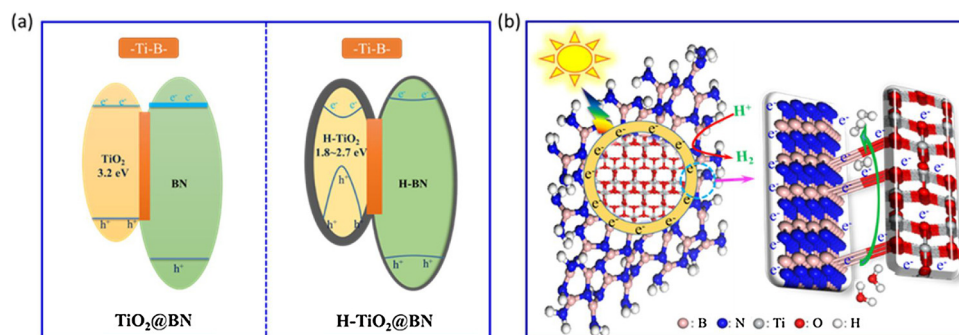 (a)
-Ti-B-
e⁻ e⁻ e⁻ e⁻
TiO₂
3.2 eV
BN
h⁺ h⁺
h⁺
TiO₂@BN
-Ti-B-
e⁻ e⁻ e⁻ e⁻
H-TiO₂
1.8~2.7 eV
h⁺
H-BN
h⁺ h⁺
h⁺ h⁺
H-TiO₂@BN
(b)
H⁺
H₂
e⁻ e⁻ e⁻ e⁻ e⁻ e⁻ e⁻ e⁻
e⁻ e⁻ e⁻ e⁻
e⁻ e⁻ e⁻ e⁻
: B : N : Ti : O : H